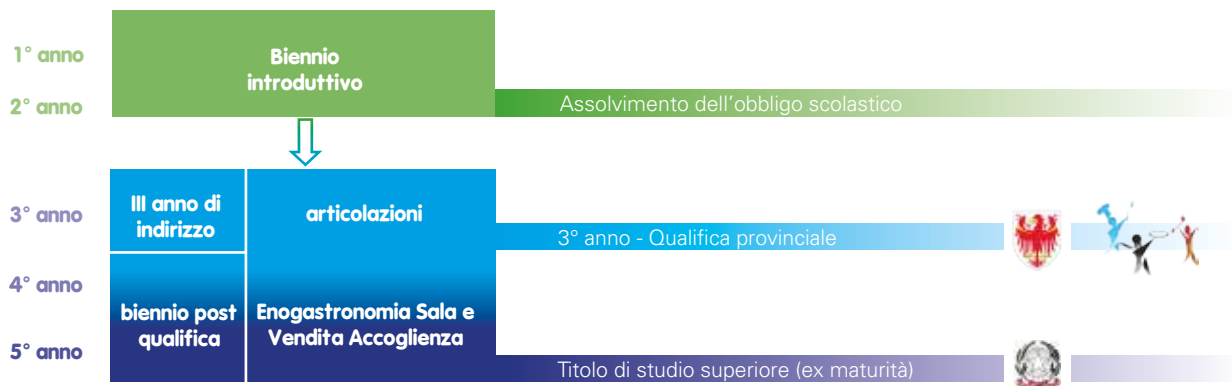 1° anno
Biennio
introduttivo
2° anno
Assolvimento dell'obbligo scolastico
3° anno
III anno di
indirizzo
articolazioni
3° anno - Qualifica provinciale
4° anno
biennio post
qualifica
Enogastronomia Sala e
Vendita Accoglienza
5° anno
Titolo di studio superiore (ex maturità)